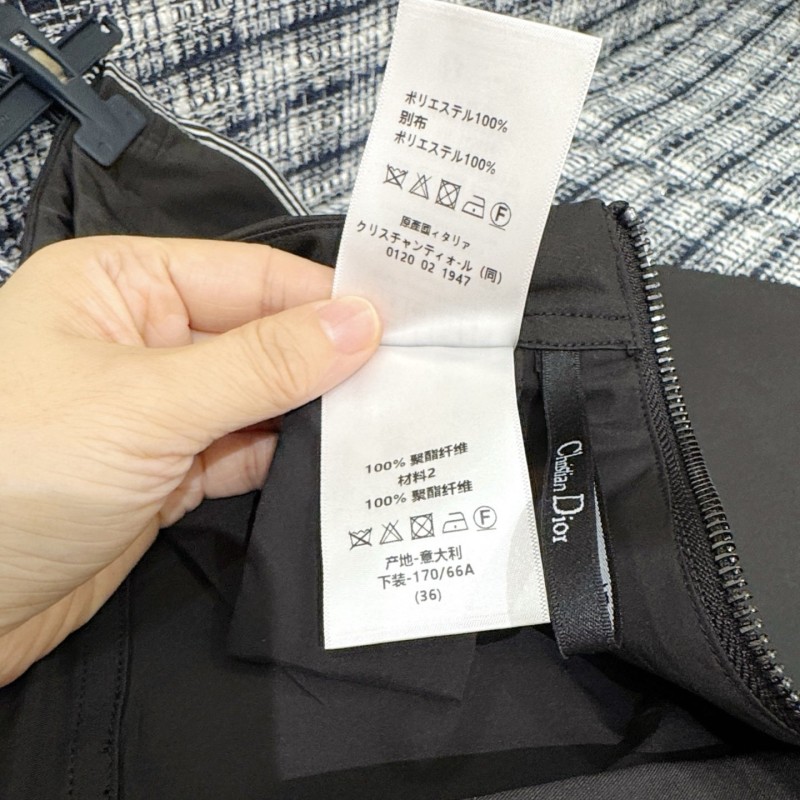 ポリエステル100%
別布
ポリエステル100%
F
原産国イタリア
クリスチャンディオール (同)
0120 02 1947
100% 聚酯纤维
材料2
100% 聚酯纤维
F
产地-意大利
下装-170/66A
(36)
Christian Dior